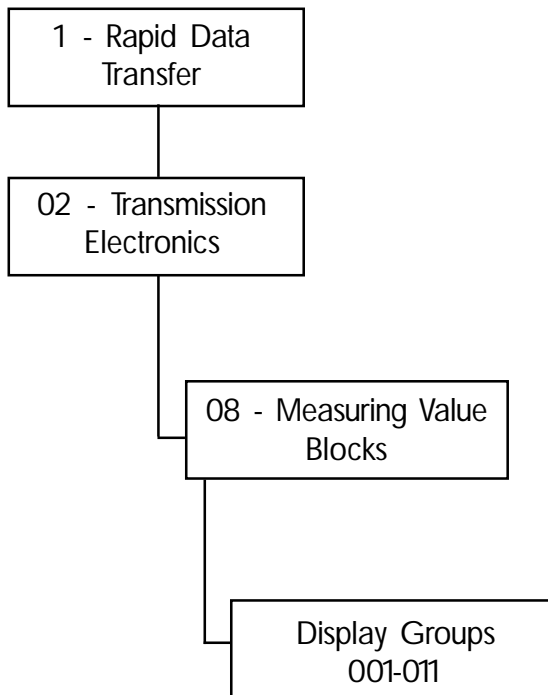 1 - Rapid Data
Transfer
02 - Transmission
Electronics
08 - Measuring Value
Blocks
Display Groups
001-011